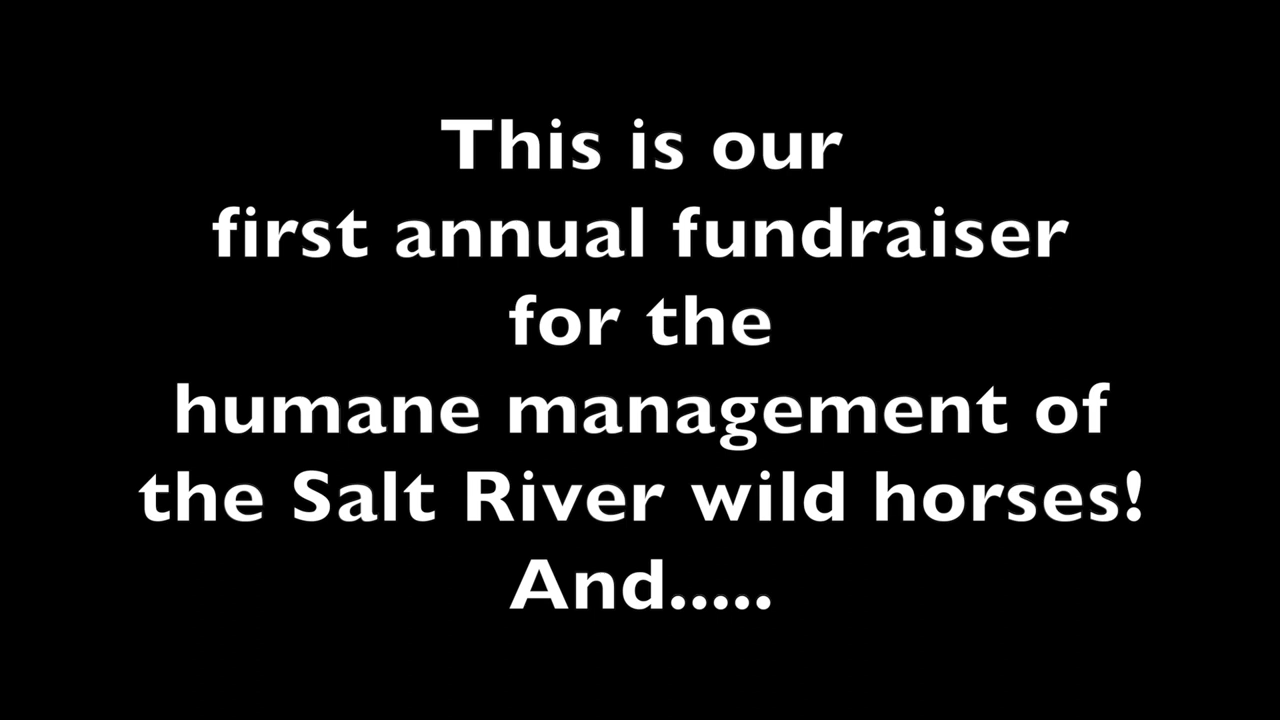 This is our
first annual fundraiser
for the
humane management of
the Salt River wild horses!
And.....